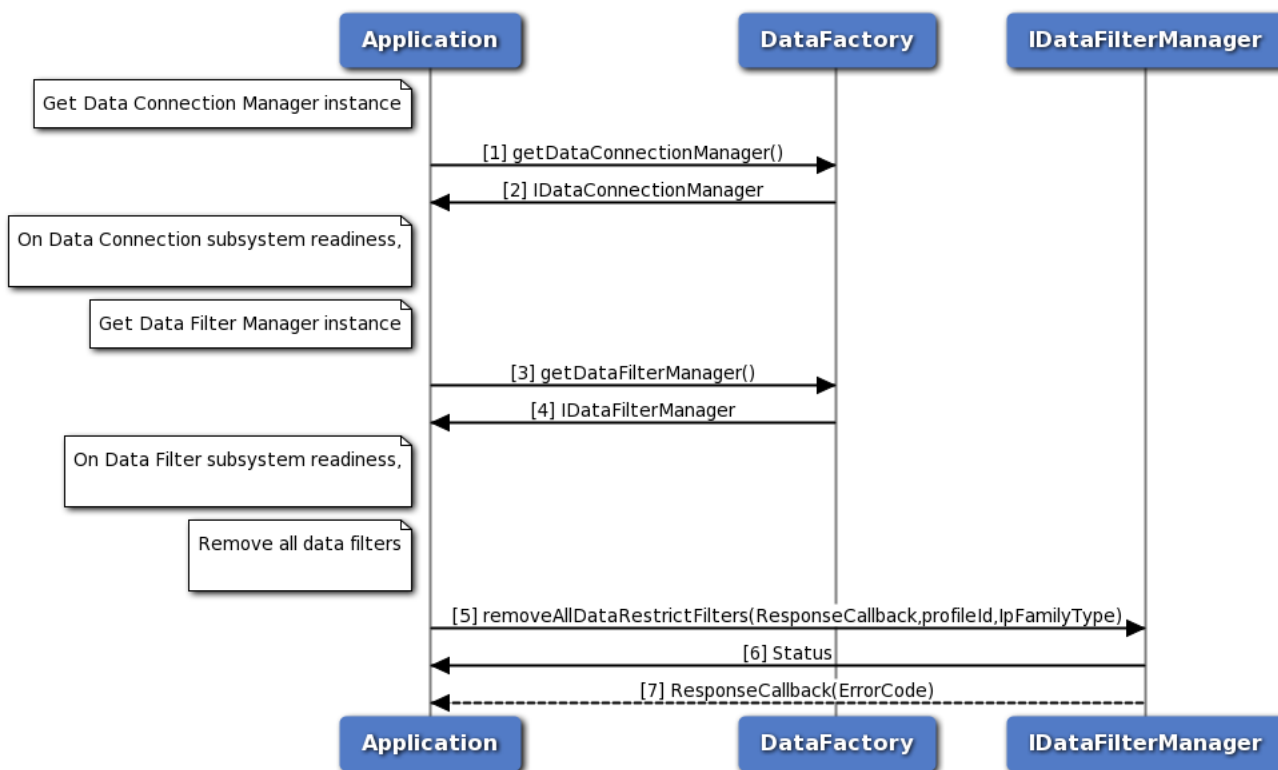 Application
DataFactory
IDataFilterManager
Get Data Connection Manager instance
[1] getDataConnectionManager()
[2] IDataConnectionManager
On Data Connection subsystem readiness,
Get Data Filter Manager instance
[3] getDataFilterManager()
[4] IDataFilterManager
On Data Filter subsystem readiness,
Remove all data filters
[5] removeAllDataRestrictFilters(ResponseCallback,profileId,IpFamilyType)
[6] Status
[7] ResponseCallback(ErrorCode)
Application
DataFactory
IDataFilterManager